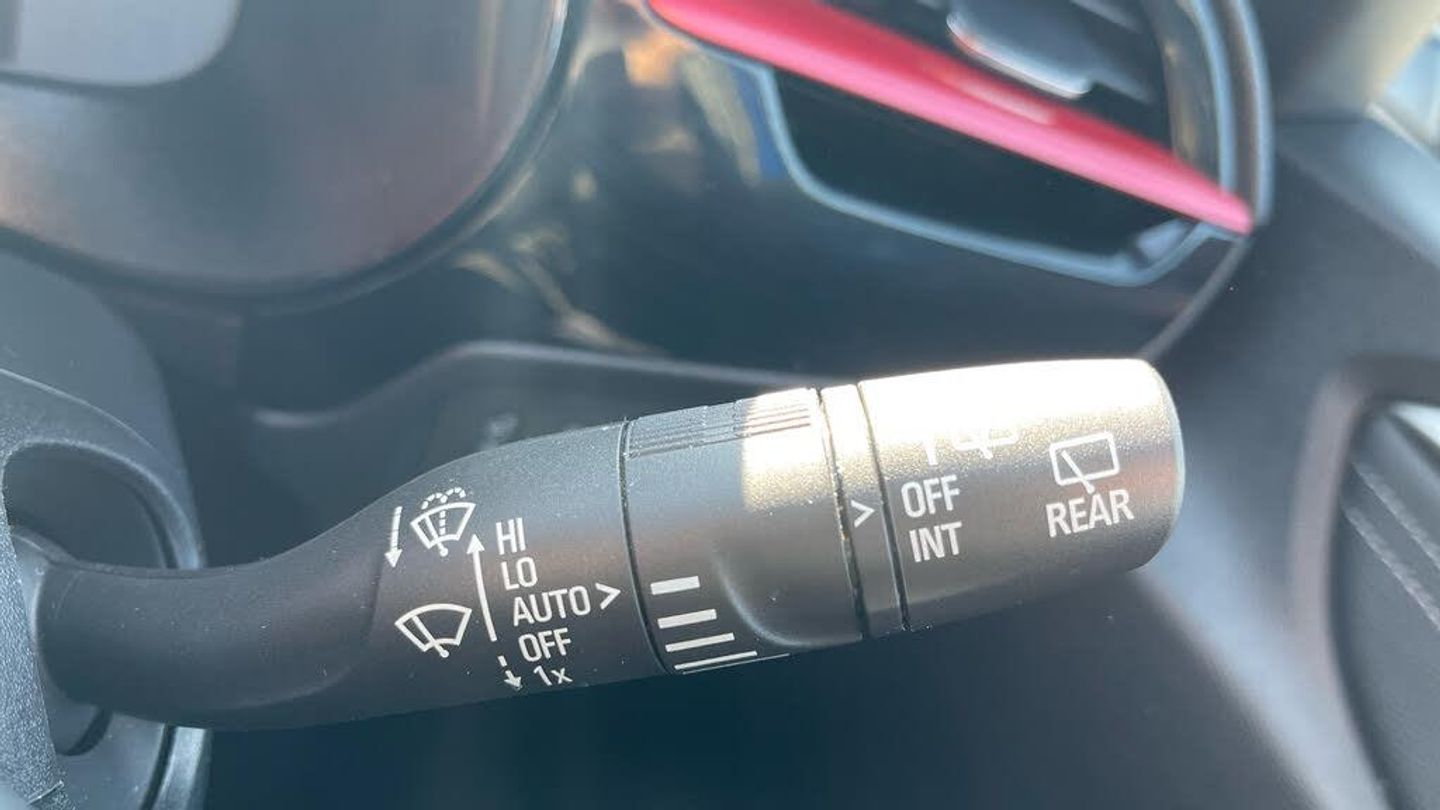 HI
LO
AUTO >
OFF
1x
>
OFF
INT
REAR